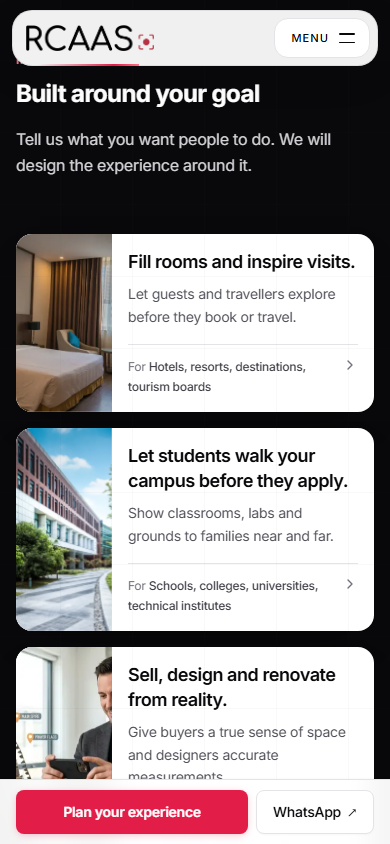 RCAAS
MENU
Built around your goal
Tell us what you want people to do. We will
design the experience around it.
Fill rooms and inspire visits.
Let guests and travellers explore
before they book or travel.
For Hotels, resorts, destinations,
tourism boards
Let students walk your
campus before they apply.
Show classrooms, labs and
grounds to families near and far.
For Schools, colleges, universities,
technical institutes
Sell, design and renovate
from reality.
Give buyers a true sense of space
and designers accurate
measurements
Plan your experience
WhatsApp ↗